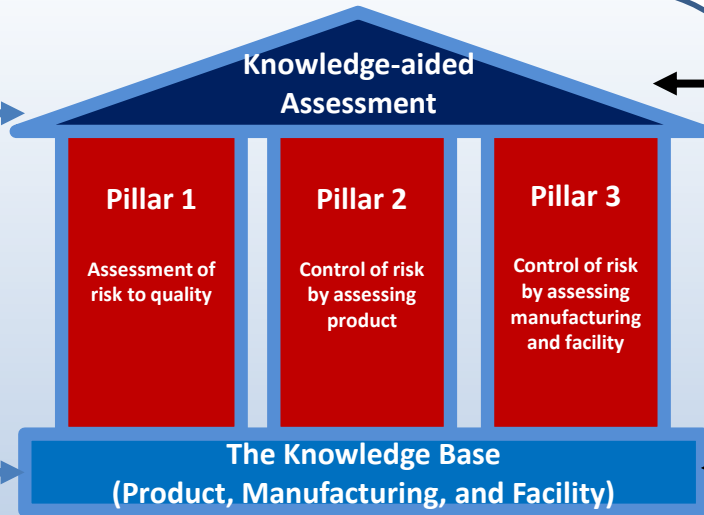 Knowledge-aided
Assessment
Pillar 1
Assessment of
risk to quality
Pillar 2
Control of risk
by assessing
product
Pillar 3
Control of risk
by assessing
manufacturing
and facility
The Knowledge Base
(Product, Manufacturing, and Facility)